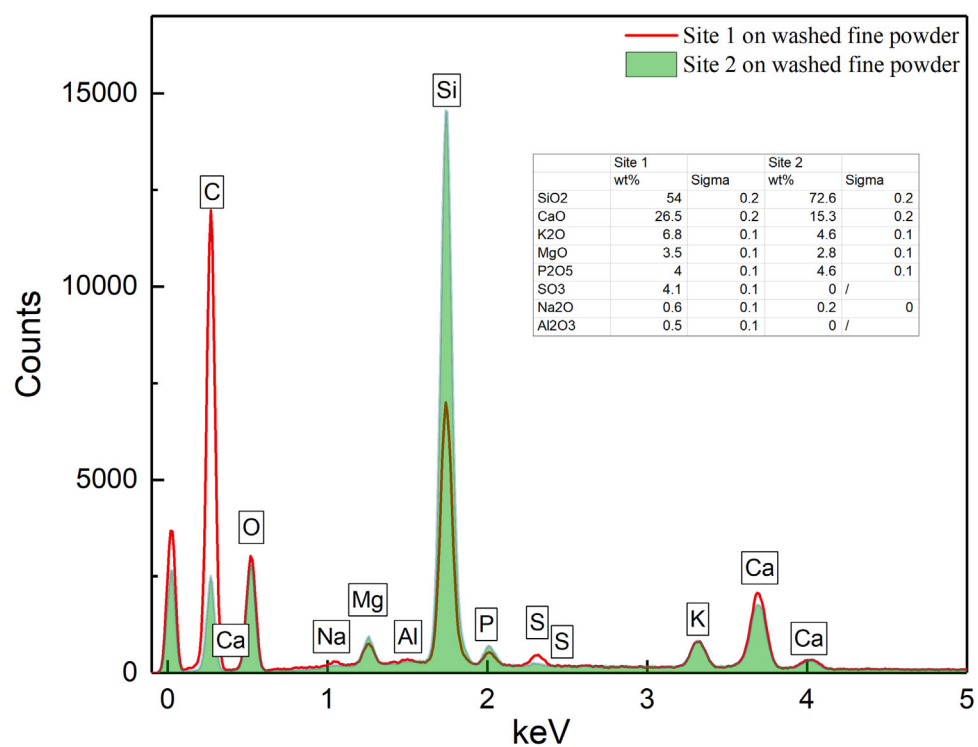 Site 1 on washed fine powder
Site 2 on washed fine powder
15000
10000
5000
0
Counts
Si
C
O
Ca
Na
Mg
Al
P
S
S
K
Ca
Ca
Site 1 Site 2
wt% Sigma wt% Sigma
SiO2 54 0.2 72.6 0.2
CaO 26.5 0.2 15.3 0.2
K2O 6.8 0.1 4.6 0.1
MgO 3.5 0.1 2.8 0.1
P2O5 4 0.1 4.6 0.1
SO3 4.1 0.1 0 /
Na2O 0.6 0.1 0.2 0
Al2O3 0.5 0.1 0 /
0 1 2 3 4 5
keV